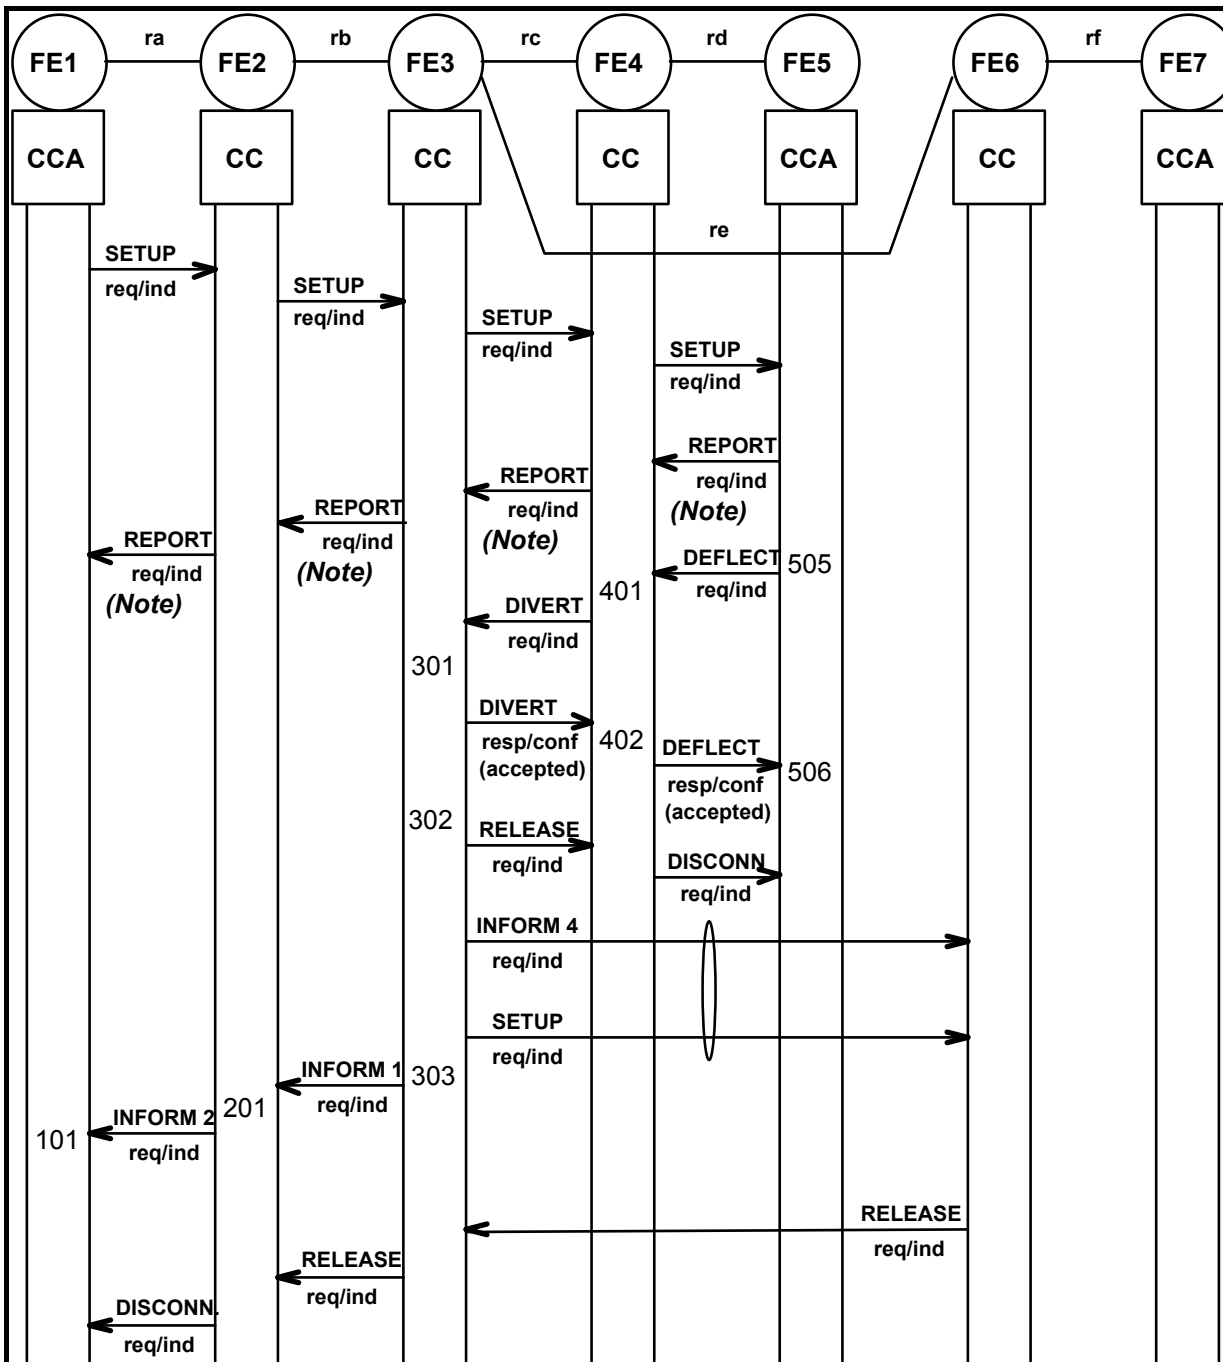 ra rb rc rd rf
FE1 FE2 FE3 FE4 FE5 FE6 FE7
CCA CC CC CC CCA CC CCA
re
SETUP
req/ind
SETUP
req/ind
SETUP
req/ind
SETUP
req/ind
REPORT
req/ind
(Note)
REPORT
req/ind
(Note)
REPORT
req/ind
(Note)
REPORT
req/ind
(Note)
DEFLECT 505
req/ind
401
DIVERT
req/ind
301
DIVERT
resp/conf
(accepted)
402
DEFLECT
resp/conf
(accepted)
506
302
RELEASE
req/ind
DISCONN
req/ind
INFORM 4
req/ind
SETUP
req/ind
INFORM 1 303
req/ind
201
INFORM 2
req/ind
101
RELEASE
req/ind
RELEASE
req/ind
DISCONN.
req/ind